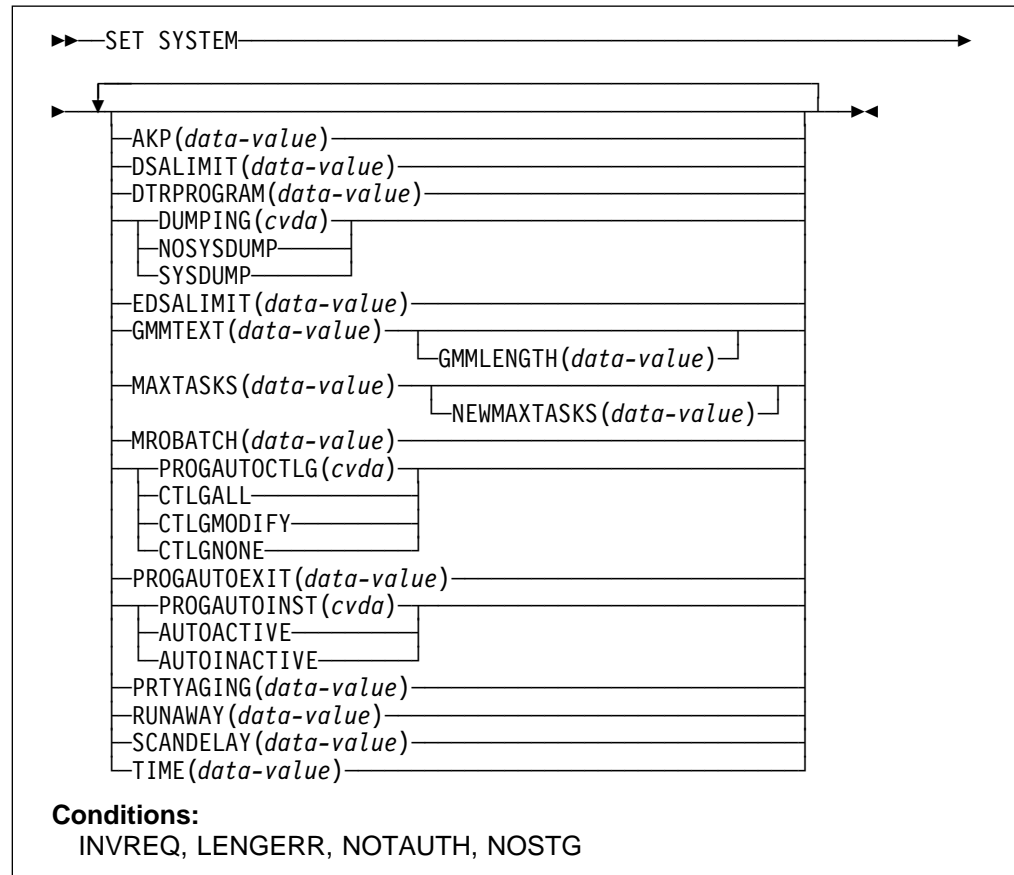 SET SYSTEM
AKP(data-value)
DSALIMIT(data-value)
DTRPROGRAM(data-value)
DUMPING(cvda)
NOSYSDUMP
SYSDUMP
EDSALIMIT(data-value)
GMMTEXT(data-value)
GMMLENGTH(data-value)
MAXTASKS(data-value)
NEWMAXTASKS(data-value)
MROBATCH(data-value)
PROGAUTOCTLG(cvda)
CTLGALL
CTLGMODIFY
CTLGNONE
PROGAUTOEXIT(data-value)
PROGAUTOINST(cvda)
AUTOACTIVE
AUTOINACTIVE
PRTYAGING(data-value)
RUNAWAY(data-value)
SCANDELAY(data-value)
TIME(data-value)
Conditions:
INVREQ, LENGERR, NOTAUTH, NOSTG